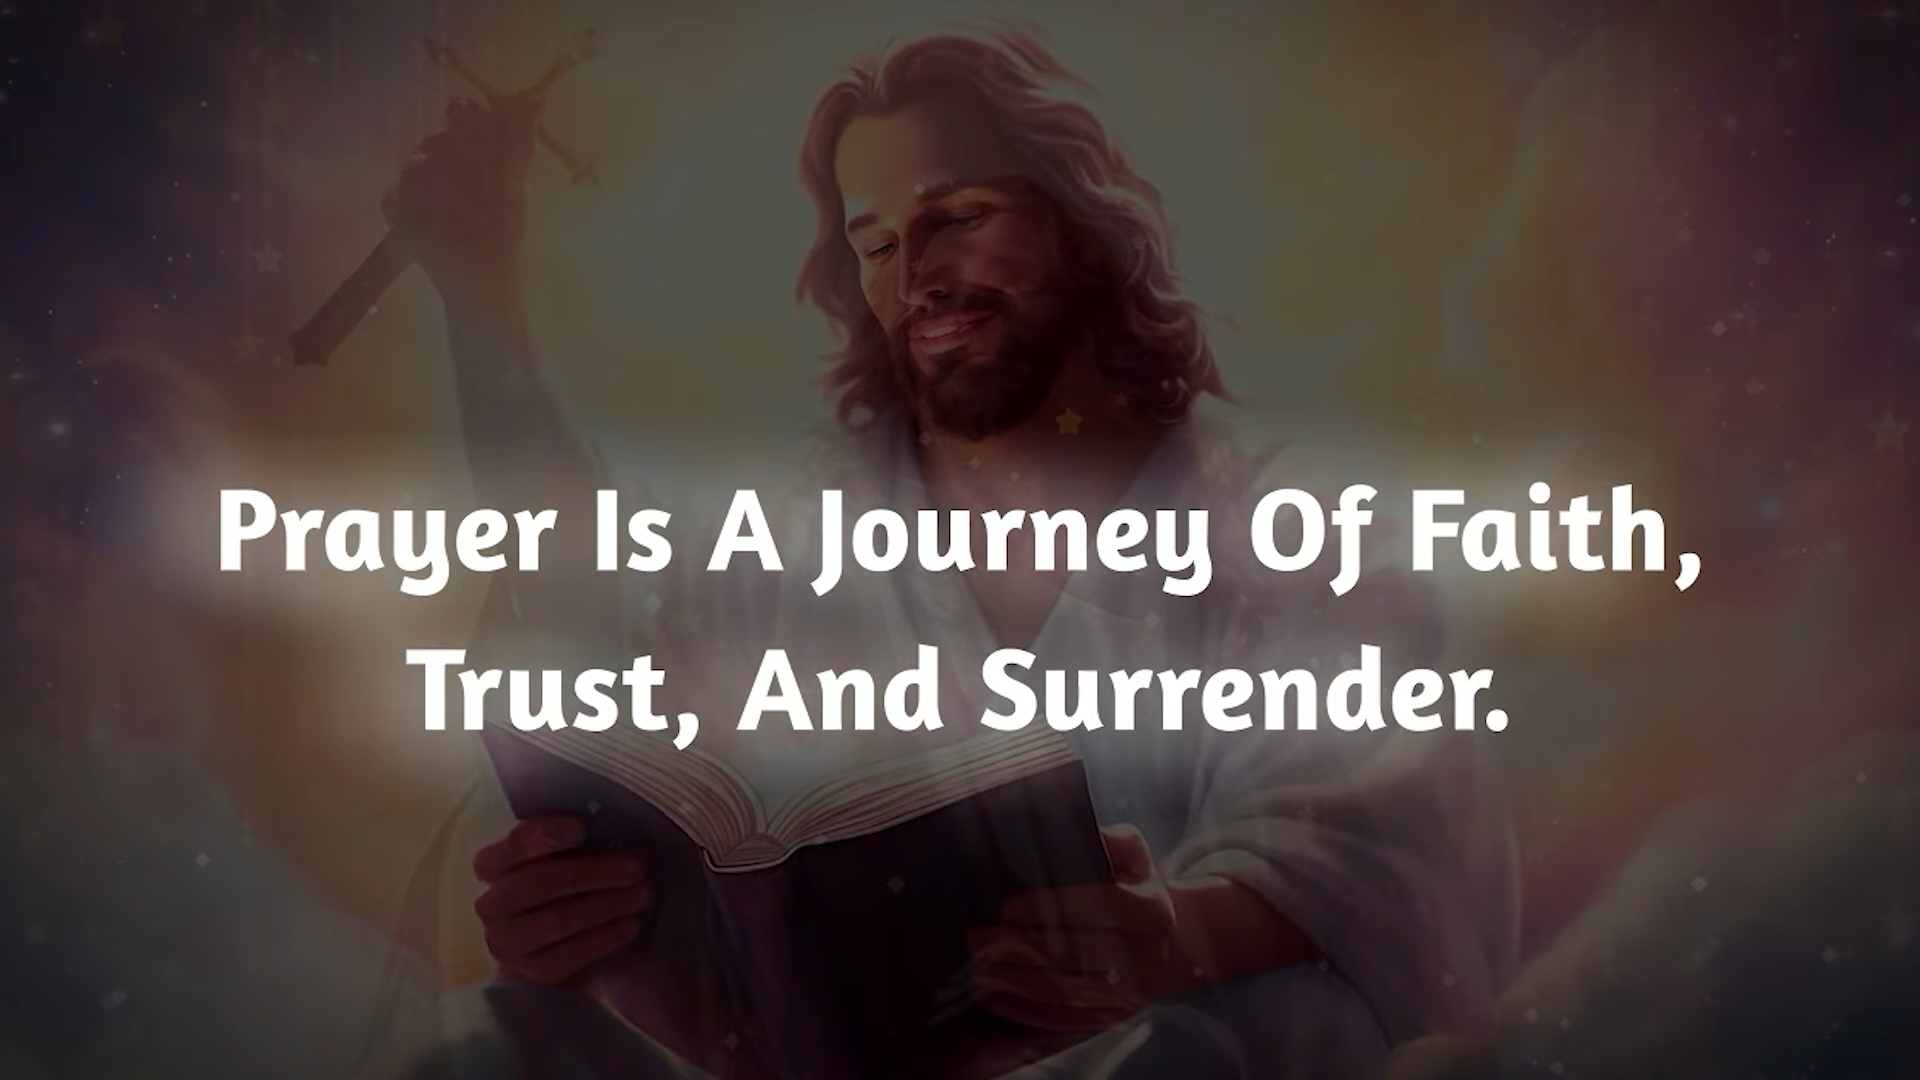 Prayer Is A Journey Of Faith,
Trust, And Surrender.